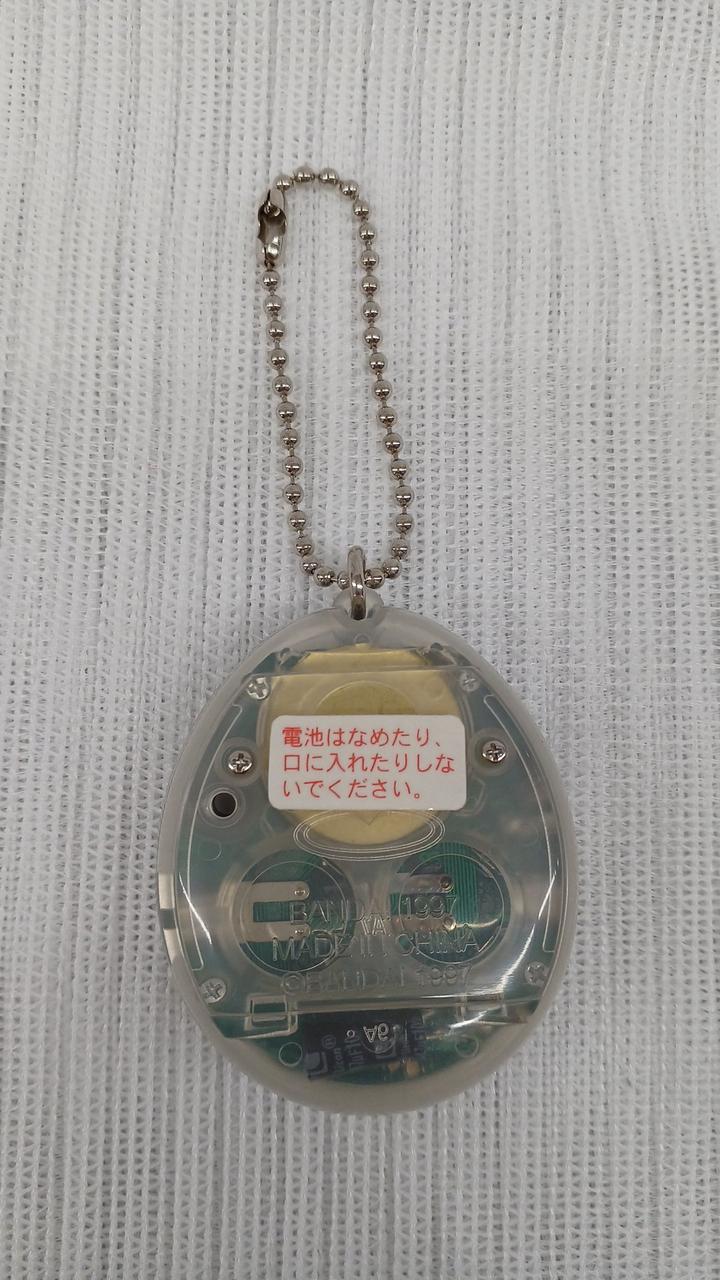 電池はなめたり、
口に入れたりしな
いでください。
BANDAI 1997
MADE IN CHINA
©BANDAI 1997